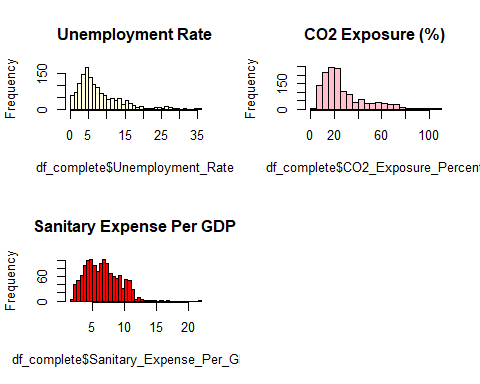 Unemployment Rate
Frequency
0 150
0 5 15 25 35
df_complete$Unemployment_Rate
CO2 Exposure (%)
Frequency
0 150
0 20 60 100
df_complete$CO2_Exposure_Percent
Sanitary Expense Per GDP
Frequency
0 60
5 10 15 20
df_complete$Sanitary_Expense_Per_G